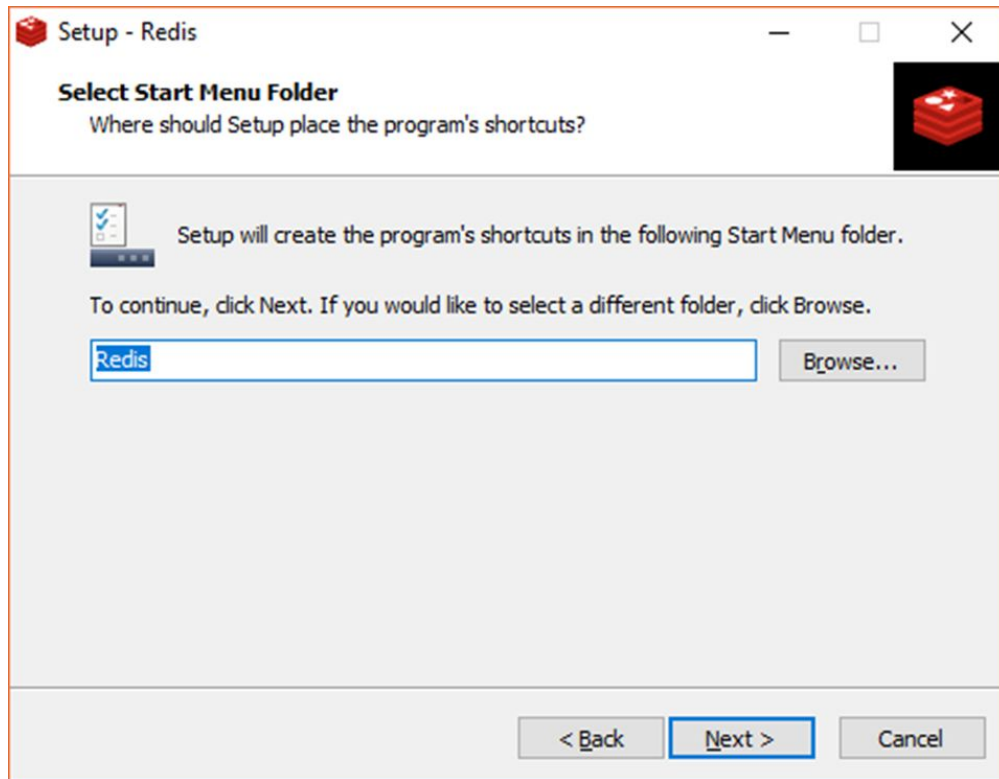 Setup - Redis
Select Start Menu Folder
Where should Setup place the program's shortcuts?
Setup will create the program's shortcuts in the following Start Menu folder.
To continue, click Next. If you would like to select a different folder, click Browse.
Redis
Browse...
< Back
Next >
Cancel